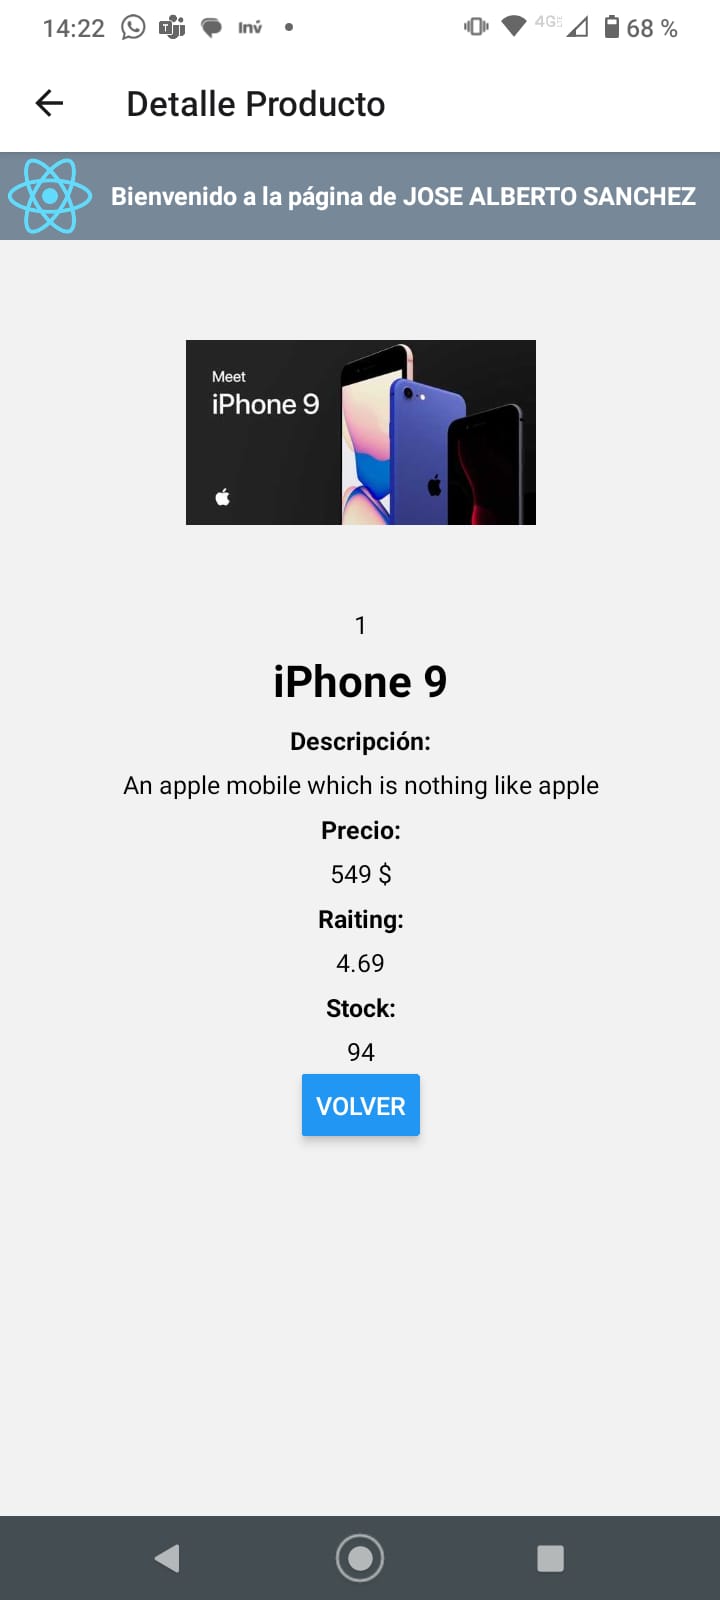 14:22 Inv 4G 68 %
Detalle Producto
Bienvenido a la página de JOSE ALBERTO SANCHEZ
Meet
iPhone 9
1
iPhone 9
Descripción:
An apple mobile which is nothing like apple
Precio:
549 $
Raiting:
4.69
Stock:
94
VOLVER